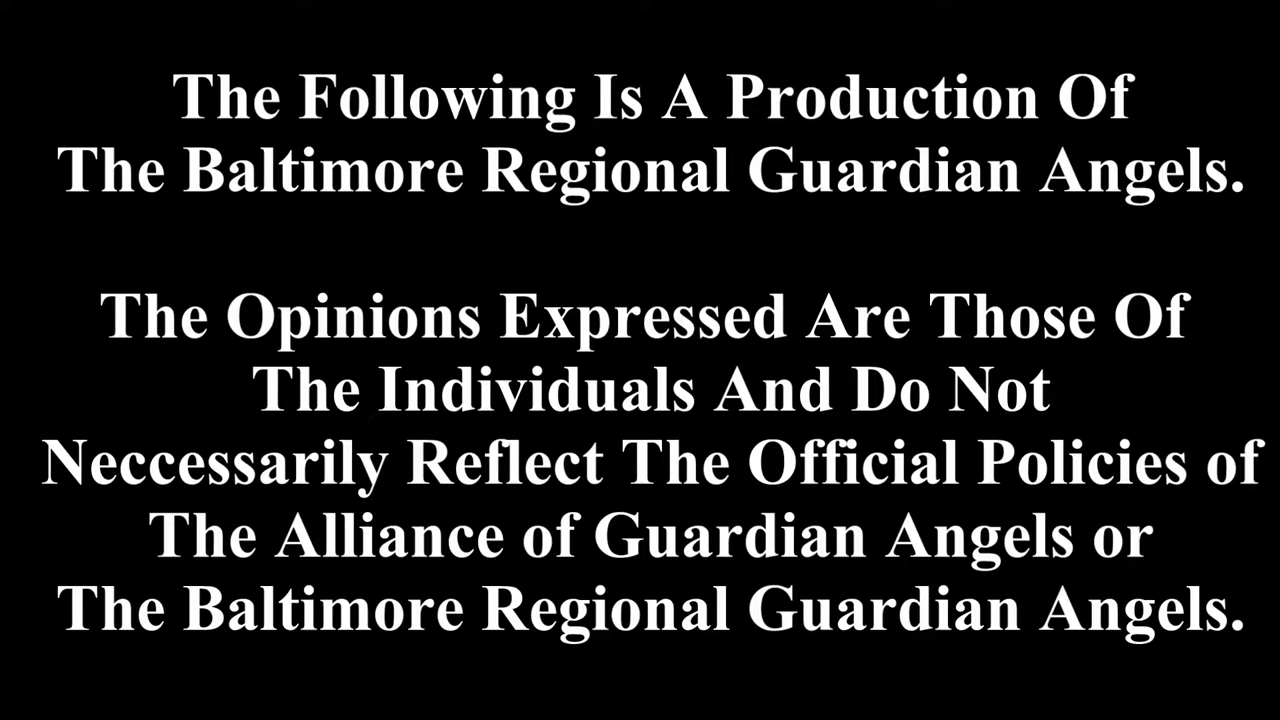 The Following Is A Production Of
The Baltimore Regional Guardian Angels.
The Opinions Expressed Are Those Of
The Individuals And Do Not
Neccessarily Reflect The Official Policies of
The Alliance of Guardian Angels or
The Baltimore Regional Guardian Angels.